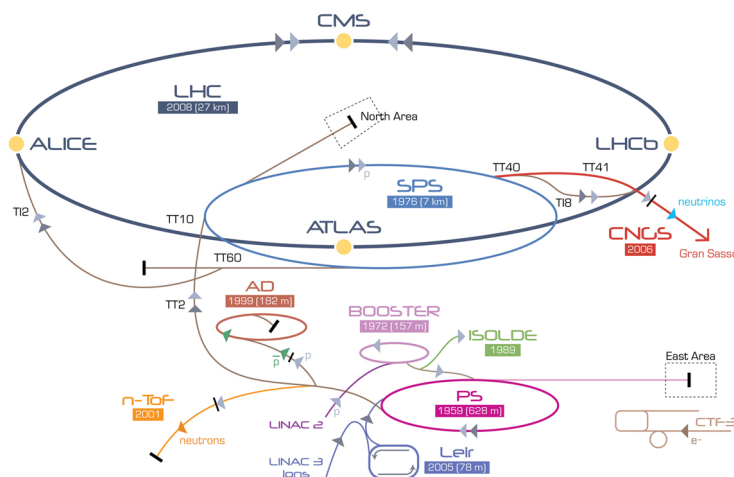 CMS
LHC
2008 (27 km)
North Area
ALICE
LHCb
TT40
TT41
p
SPS
1976 (7 km)
TI2
TT10
TI8
neutrinos
ATLAS
CNGS
2006
Gran Sasso
TT60
AD
1999 (182 m)
TT2
BOOSTER
1972 (157 m)
ISOLDE
1989
p
p
East Area
n-ToF
2001
PS
1959 (628 m)
p
LINAC 2
neutrons
CTF-3
e-
LINAC 3
Ions
Leir
2005 (78 m)